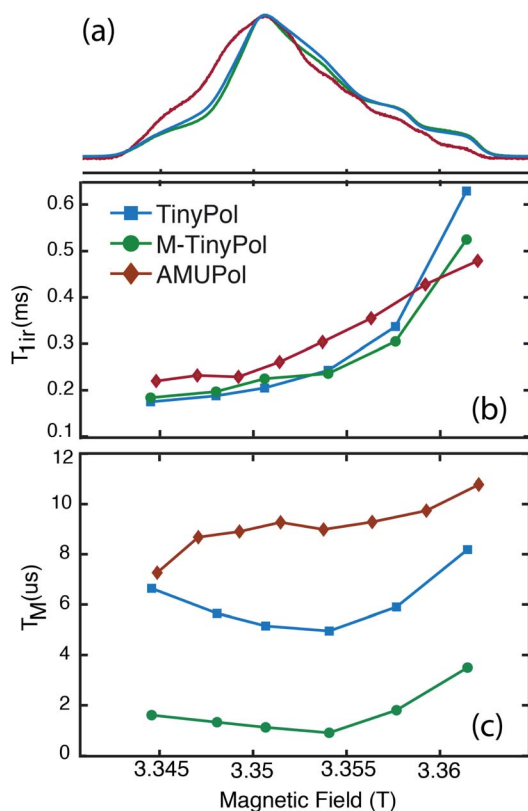 (a)
0.6
0.5
0.4
0.3
0.2
0.1
T1ir(ms)
TinyPol
M-TinyPol
AMUPol
(b)
12
10
8
6
4
2
0
TM(us)
(c)
3.345
3.35
3.355
3.36
Magnetic Field (T)